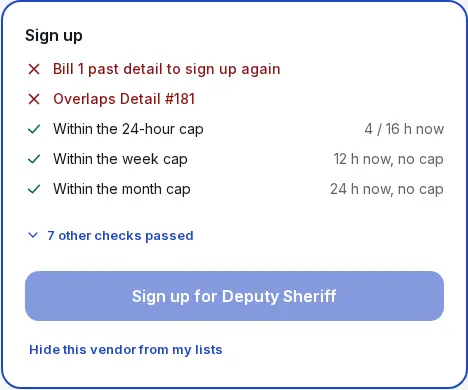 Sign up
Bill 1 past detail to sign up again
Overlaps Detail #181
Within the 24-hour cap 4 / 16 h now
Within the week cap 12 h now, no cap
Within the month cap 24 h now, no cap
7 other checks passed
Sign up for Deputy Sheriff
Hide this vendor from my lists